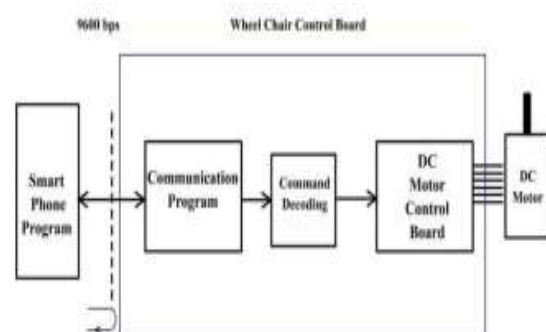 9600 bps
Wheel Chair Control Board
Smart
Phone
Program
Communication
Program
Command
Decoding
DC
Motor
Control
Board
DC
Motor